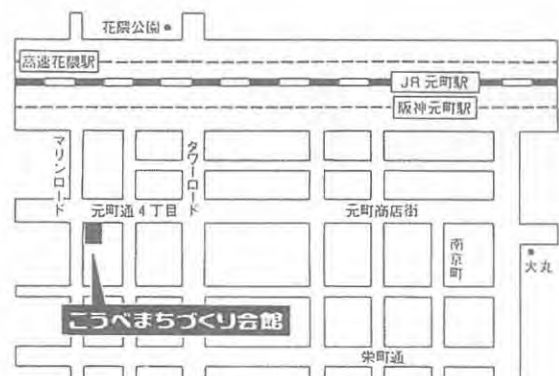 花隈公園
高速花隈駅
JR 元町駅
阪神元町駅
マリンロード
タワーロード
元町通4丁目
元町商店街
南京町
大丸
こうべまちづくり会館
栄町通